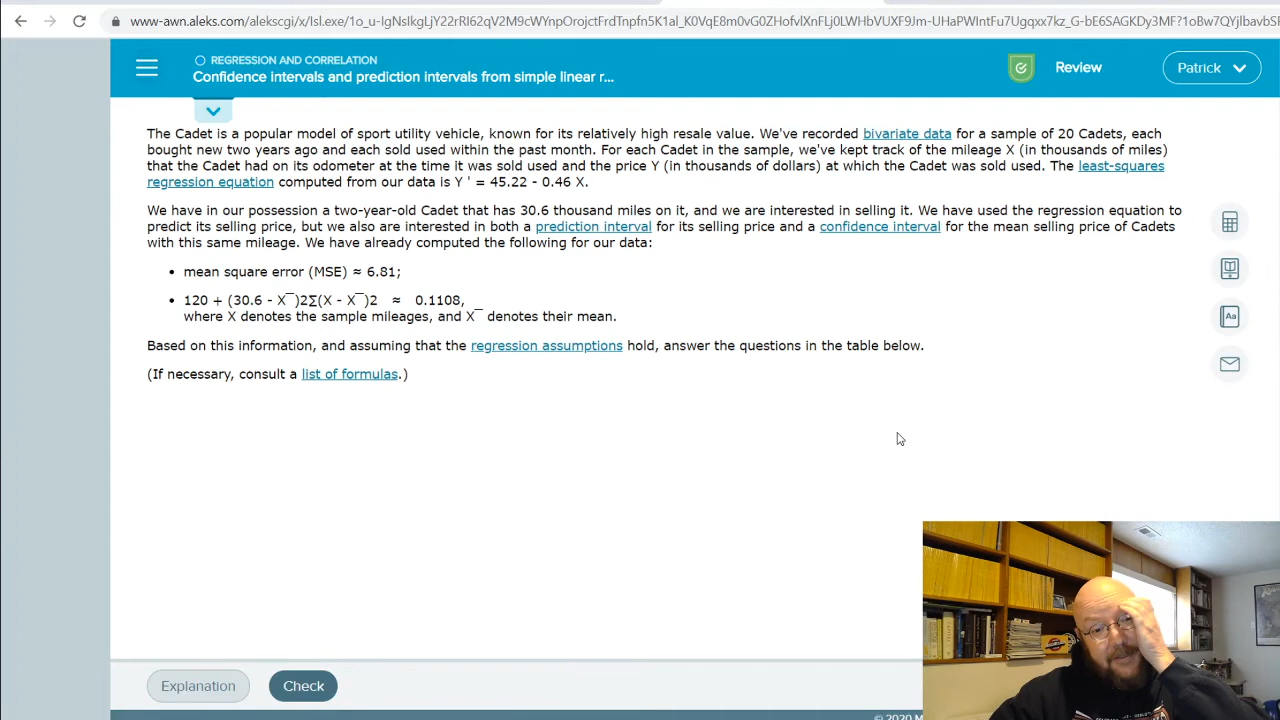 www-awn.aleks.com/alekscgi/x/Isl.exe/1o_u-IgNsIkgLjY22rRI62qV2M9cWYnpOrojctFrdTnpfn5K1al_K0VqE8m0vG0ZHofvlXnFLj0LWHbVUXF9Jm-UHaPWIntFu7Ugqxx7kz_G-bE6SAGKDy3MF?1oBw7QYjlbavbSF
REGRESSION AND CORRELATION
Confidence intervals and prediction intervals from simple linear r...
Review
Patrick
The Cadet is a popular model of sport utility vehicle, known for its relatively high resale value. We've recorded bivariate data for a sample of 20 Cadets, each
bought new two years ago and each sold used within the past month. For each Cadet in the sample, we've kept track of the mileage X (in thousands of miles)
that the Cadet had on its odometer at the time it was sold used and the price Y (in thousands of dollars) at which the Cadet was sold used. The least-squares
regression equation computed from our data is Y ' = 45.22 - 0.46 X.
We have in our possession a two-year-old Cadet that has 30.6 thousand miles on it, and we are interested in selling it. We have used the regression equation to
predict its selling price, but we also are interested in both a prediction interval for its selling price and a confidence interval for the mean selling price of Cadets
with this same mileage. We have already computed the following for our data:
• mean square error (MSE) ≈ 6.81;
• 120 + (30.6 - X¯)2∑(X - X¯)2 ≈ 0.1108,
where X denotes the sample mileages, and X¯ denotes their mean.
Based on this information, and assuming that the regression assumptions hold, answer the questions in the table below.
(If necessary, consult a list of formulas.)
Aa
Explanation
Check
© 2020 M